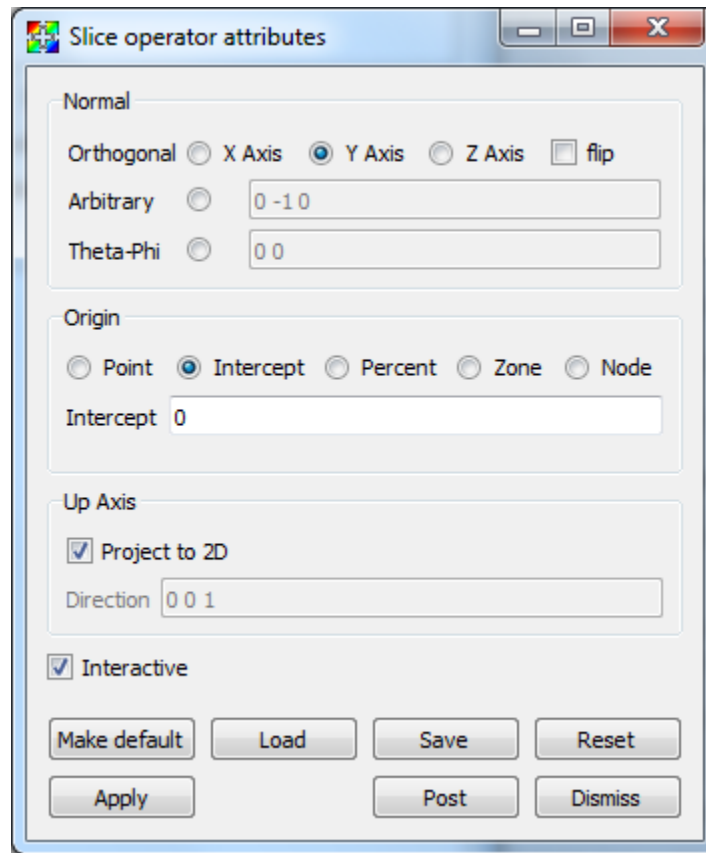 Slice operator attributes
Normal
Orthogonal X Axis Y Axis Z Axis flip
Arbitrary 0 -1 0
Theta-Phi 0 0
Origin
Point Intercept Percent Zone Node
Intercept 0
Up Axis
Project to 2D
Direction 0 0 1
Interactive
Make default Load Save Reset
Apply Post Dismiss